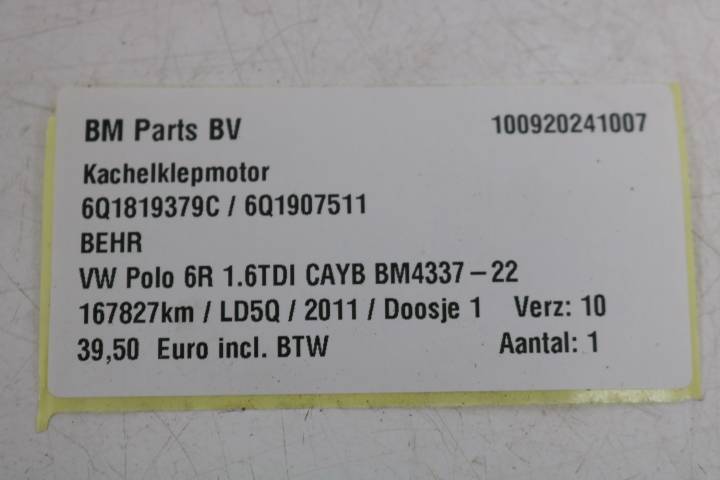 BM Parts BV 100920241007
Kachelklepmotor
6Q1819379C / 6Q1907511
BEHR
VW Polo 6R 1.6TDI CAYB BM4337-22
167827km / LD5Q / 2011 / Doosje 1 Verz: 10
39,50 Euro incl. BTW Aantal: 1